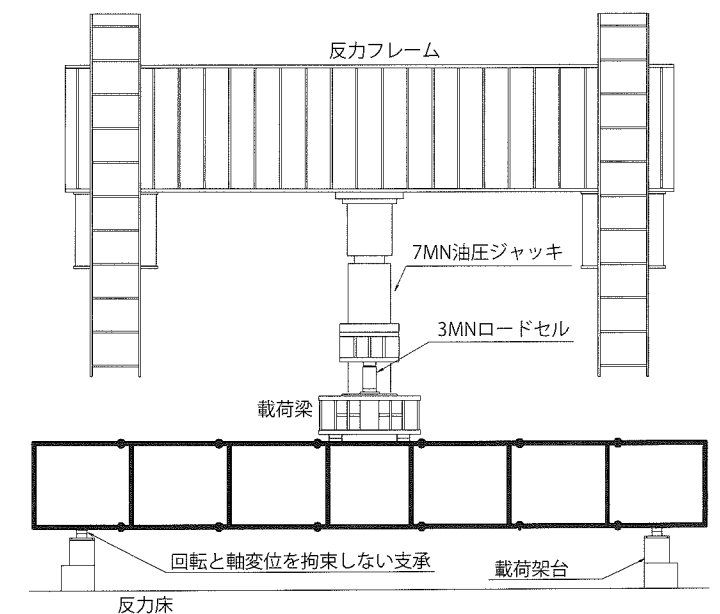 反力フレーム
7MN油圧ジャッキ
3MNロードセル
載荷梁
回転と軸変位を拘束しない支承
載荷架台
反力床